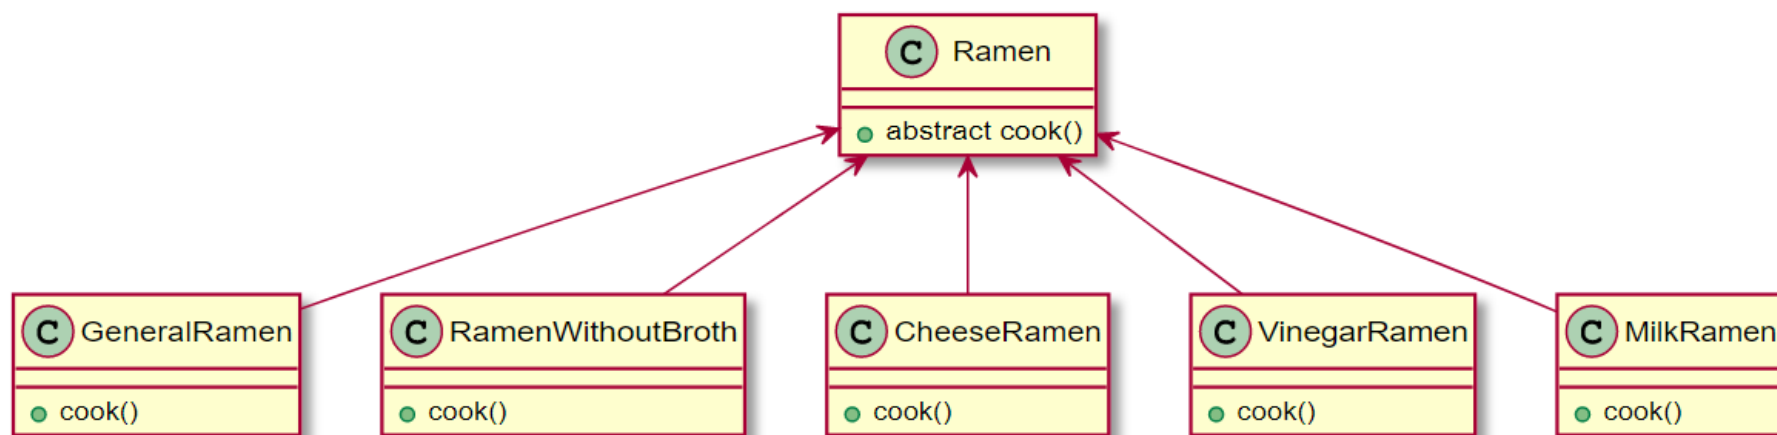 C Ramen
abstract cook()
C GeneralRamen
cook()
C RamenWithoutBroth
cook()
C CheeseRamen
cook()
C VinegarRamen
cook()
C MilkRamen
cook()